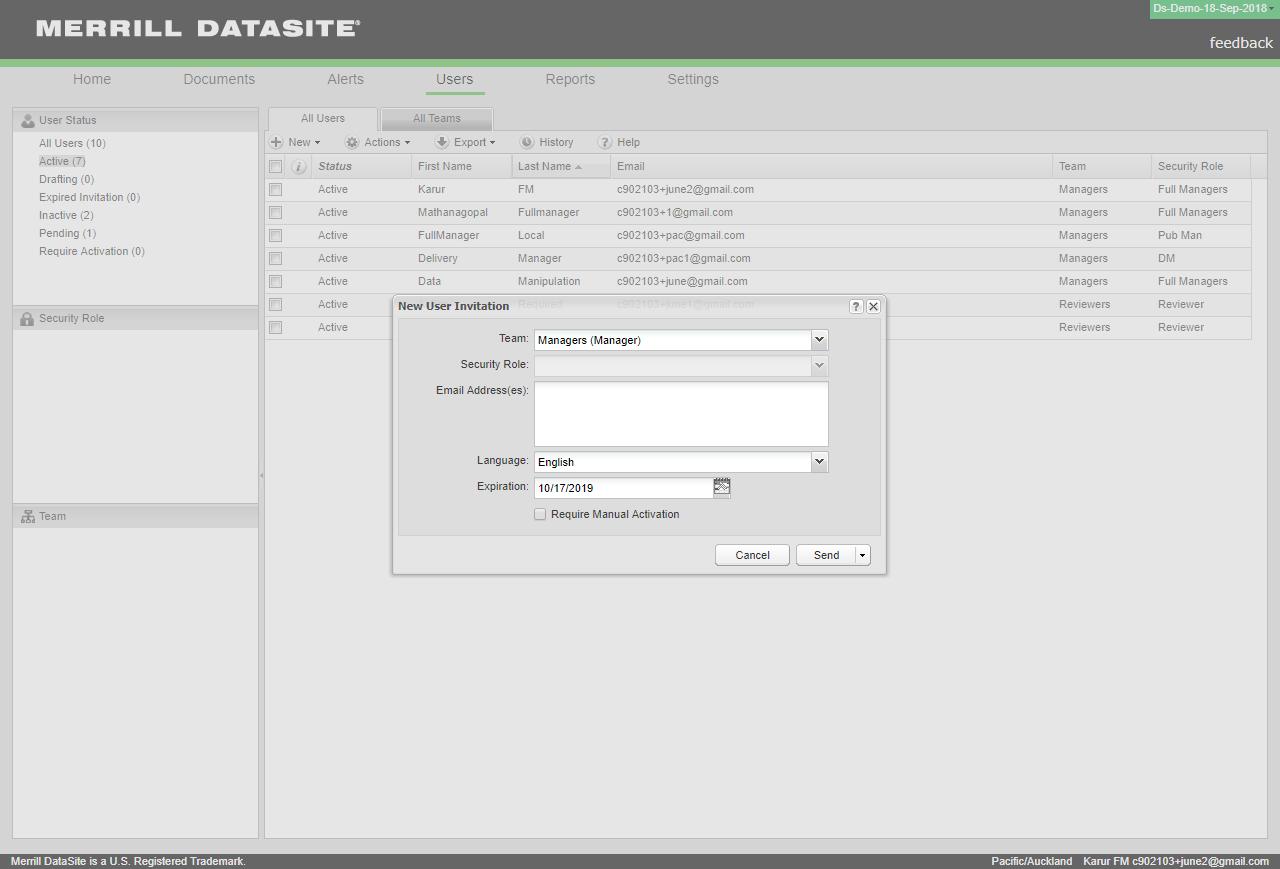 MERRILL DATASITE®
Ds-Demo-18-Sep-2018
feedback
Home Documents Alerts Users Reports Settings
User Status
All Users (10)
Active (7)
Drafting (0)
Expired Invitation (0)
Inactive (2)
Pending (1)
Require Activation (0)
Security Role
Team
All Users All Teams
New Actions Export History ? Help
i Status First Name Last Name Email Team Security Role
Active Karur FM c902103+june2@gmail.com Managers Full Managers
Active Mathanagopal Fullmanager c902103+1@gmail.com Managers Full Managers
Active FullManager Local c902103+pac@gmail.com Managers Pub Man
Active Delivery Manager c902103+pac1@gmail.com Managers DM
Active Data Manipulation c902103+june@gmail.com Managers Full Managers
Active Required c902103+june1@gmail.com Reviewers Reviewer
Active Reviewers Reviewer
New User Invitation ?
Team: Managers (Manager)
Security Role:
Email Address(es):
Language: English
Expiration: 10/17/2019
Require Manual Activation
Cancel Send
Merrill DataSite is a U.S. Registered Trademark. Pacific/Auckland Karur FM c902103+june2@gmail.com